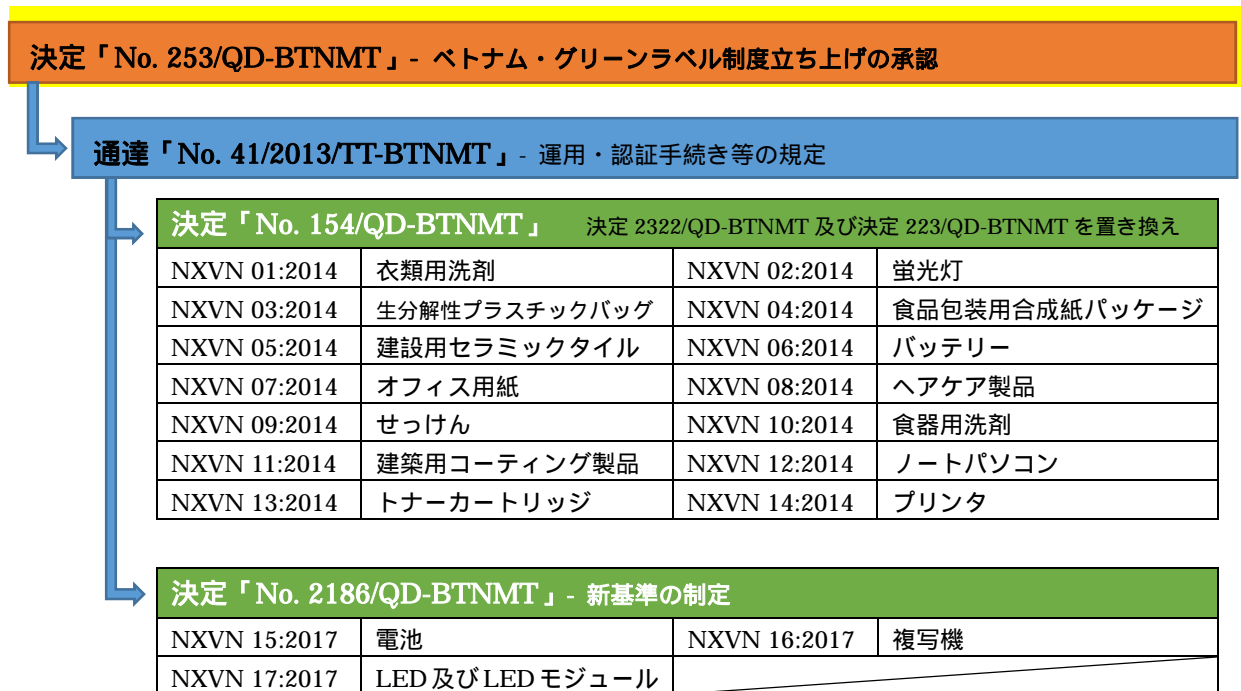 決定「No. 253/QD-BTNMT」- ベトナム・グリーンラベル制度立ち上げの承認
通達「No. 41/2013/TT-BTNMT」- 運用・認証手続き等の規定
決定「No. 154/QD-BTNMT」 決定 2322/QD-BTNMT 及び決定 223/QD-BTNMT を置き換え
NXVN 01:2014 衣類用洗剤 NXVN 02:2014 蛍光灯
NXVN 03:2014 生分解性プラスチックバッグ NXVN 04:2014 食品包装用合成紙パッケージ
NXVN 05:2014 建設用セラミックタイル NXVN 06:2014 バッテリー
NXVN 07:2014 オフィス用紙 NXVN 08:2014 ヘアケア製品
NXVN 09:2014 せっけん NXVN 10:2014 食器用洗剤
NXVN 11:2014 建築用コーティング製品 NXVN 12:2014 ノートパソコン
NXVN 13:2014 トナーカートリッジ NXVN 14:2014 プリンタ
決定「No. 2186/QD-BTNMT」- 新基準の制定
NXVN 15:2017 電池 NXVN 16:2017 複写機
NXVN 17:2017 LED 及び LED モジュール